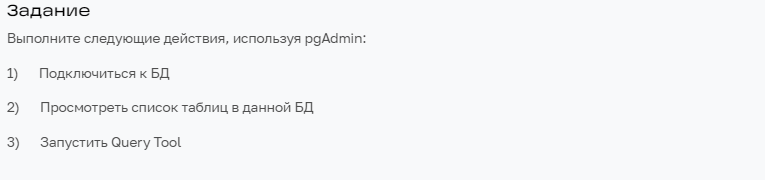 Задание
Выполните следующие действия, используя pgAdmin:
1) Подключиться к БД
2) Просмотреть список таблиц в данной БД
3) Запустить Query Tool